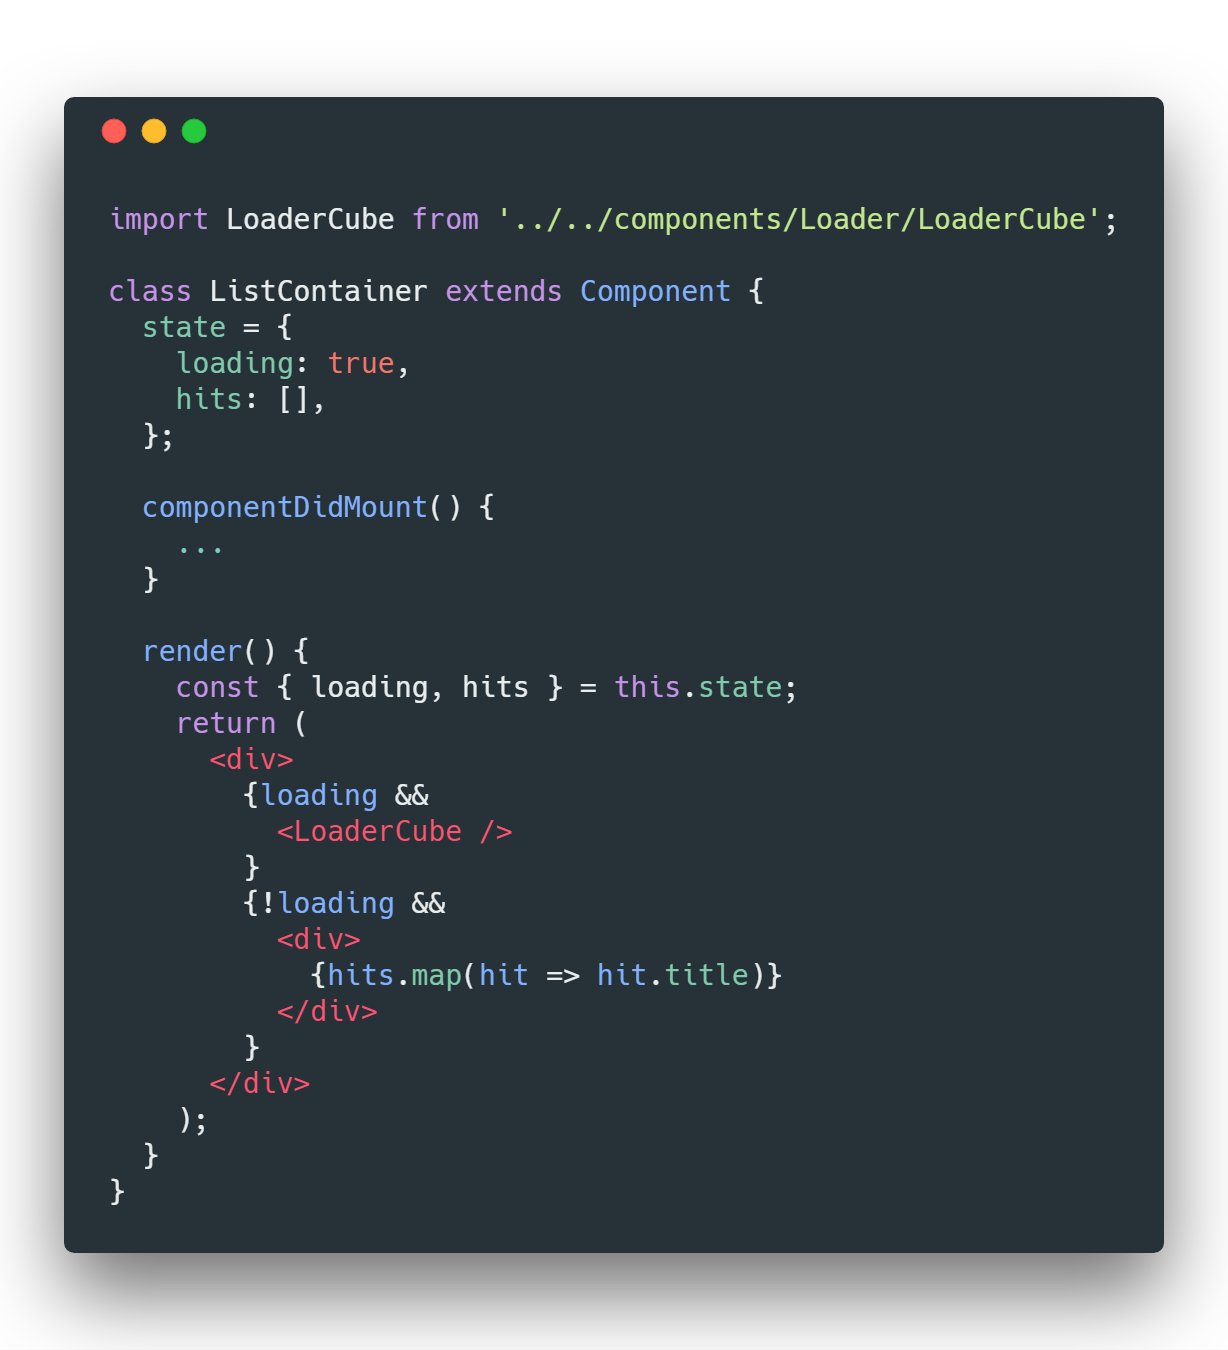 import LoaderCube from '../../components/Loader/LoaderCube';

class ListContainer extends Component {
  state = {
    loading: true,
    hits: [],
  };

  componentDidMount() {
    ...
  }

  render() {
    const { loading, hits } = this.state;
    return (
      <div>
        {loading &&
          <LoaderCube />
        }
        {!loading &&
          <div>
            {hits.map(hit => hit.title)}
          </div>
        }
      </div>
    );
  }
}